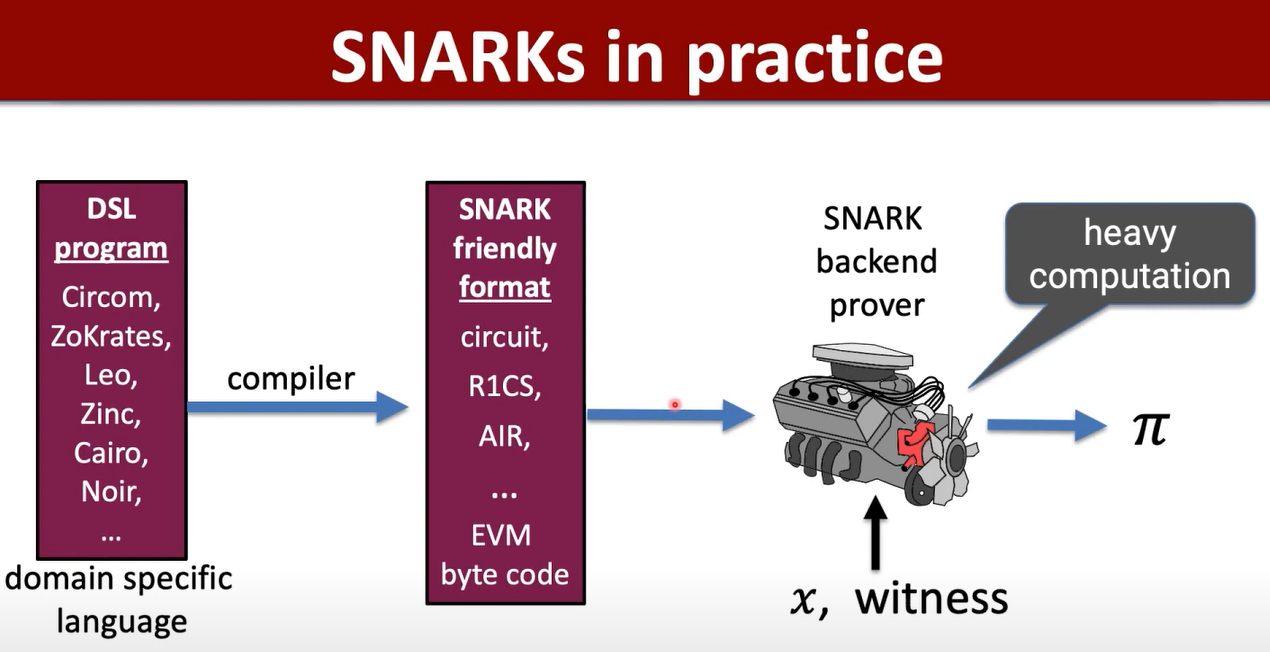 SNARKs in practice
DSL
program
Circom,
ZoKrates,
Leo,
Zinc,
Cairo,
Noir,
...
domain specific
language
compiler
SNARK
friendly
format
circuit,
R1CS,
AIR,
...
EVM
byte code
SNARK
backend
prover
heavy
computation
π
x, witness